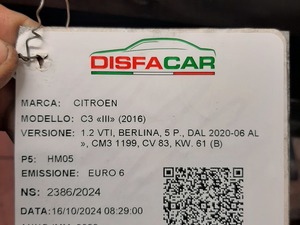 DISFACAR
MARCA: CITROEN
MODELLO: C3 «III» (2016)
VERSIONE: 1.2 VTI, BERLINA, 5 P., DAL 2020-06 AL
», CM3 1199, CV 83, KW. 61 (B)
P5: HM05
EMISSIONE: EURO 6
NS: 2386/2024
DATA:16/10/2024 08:29:00